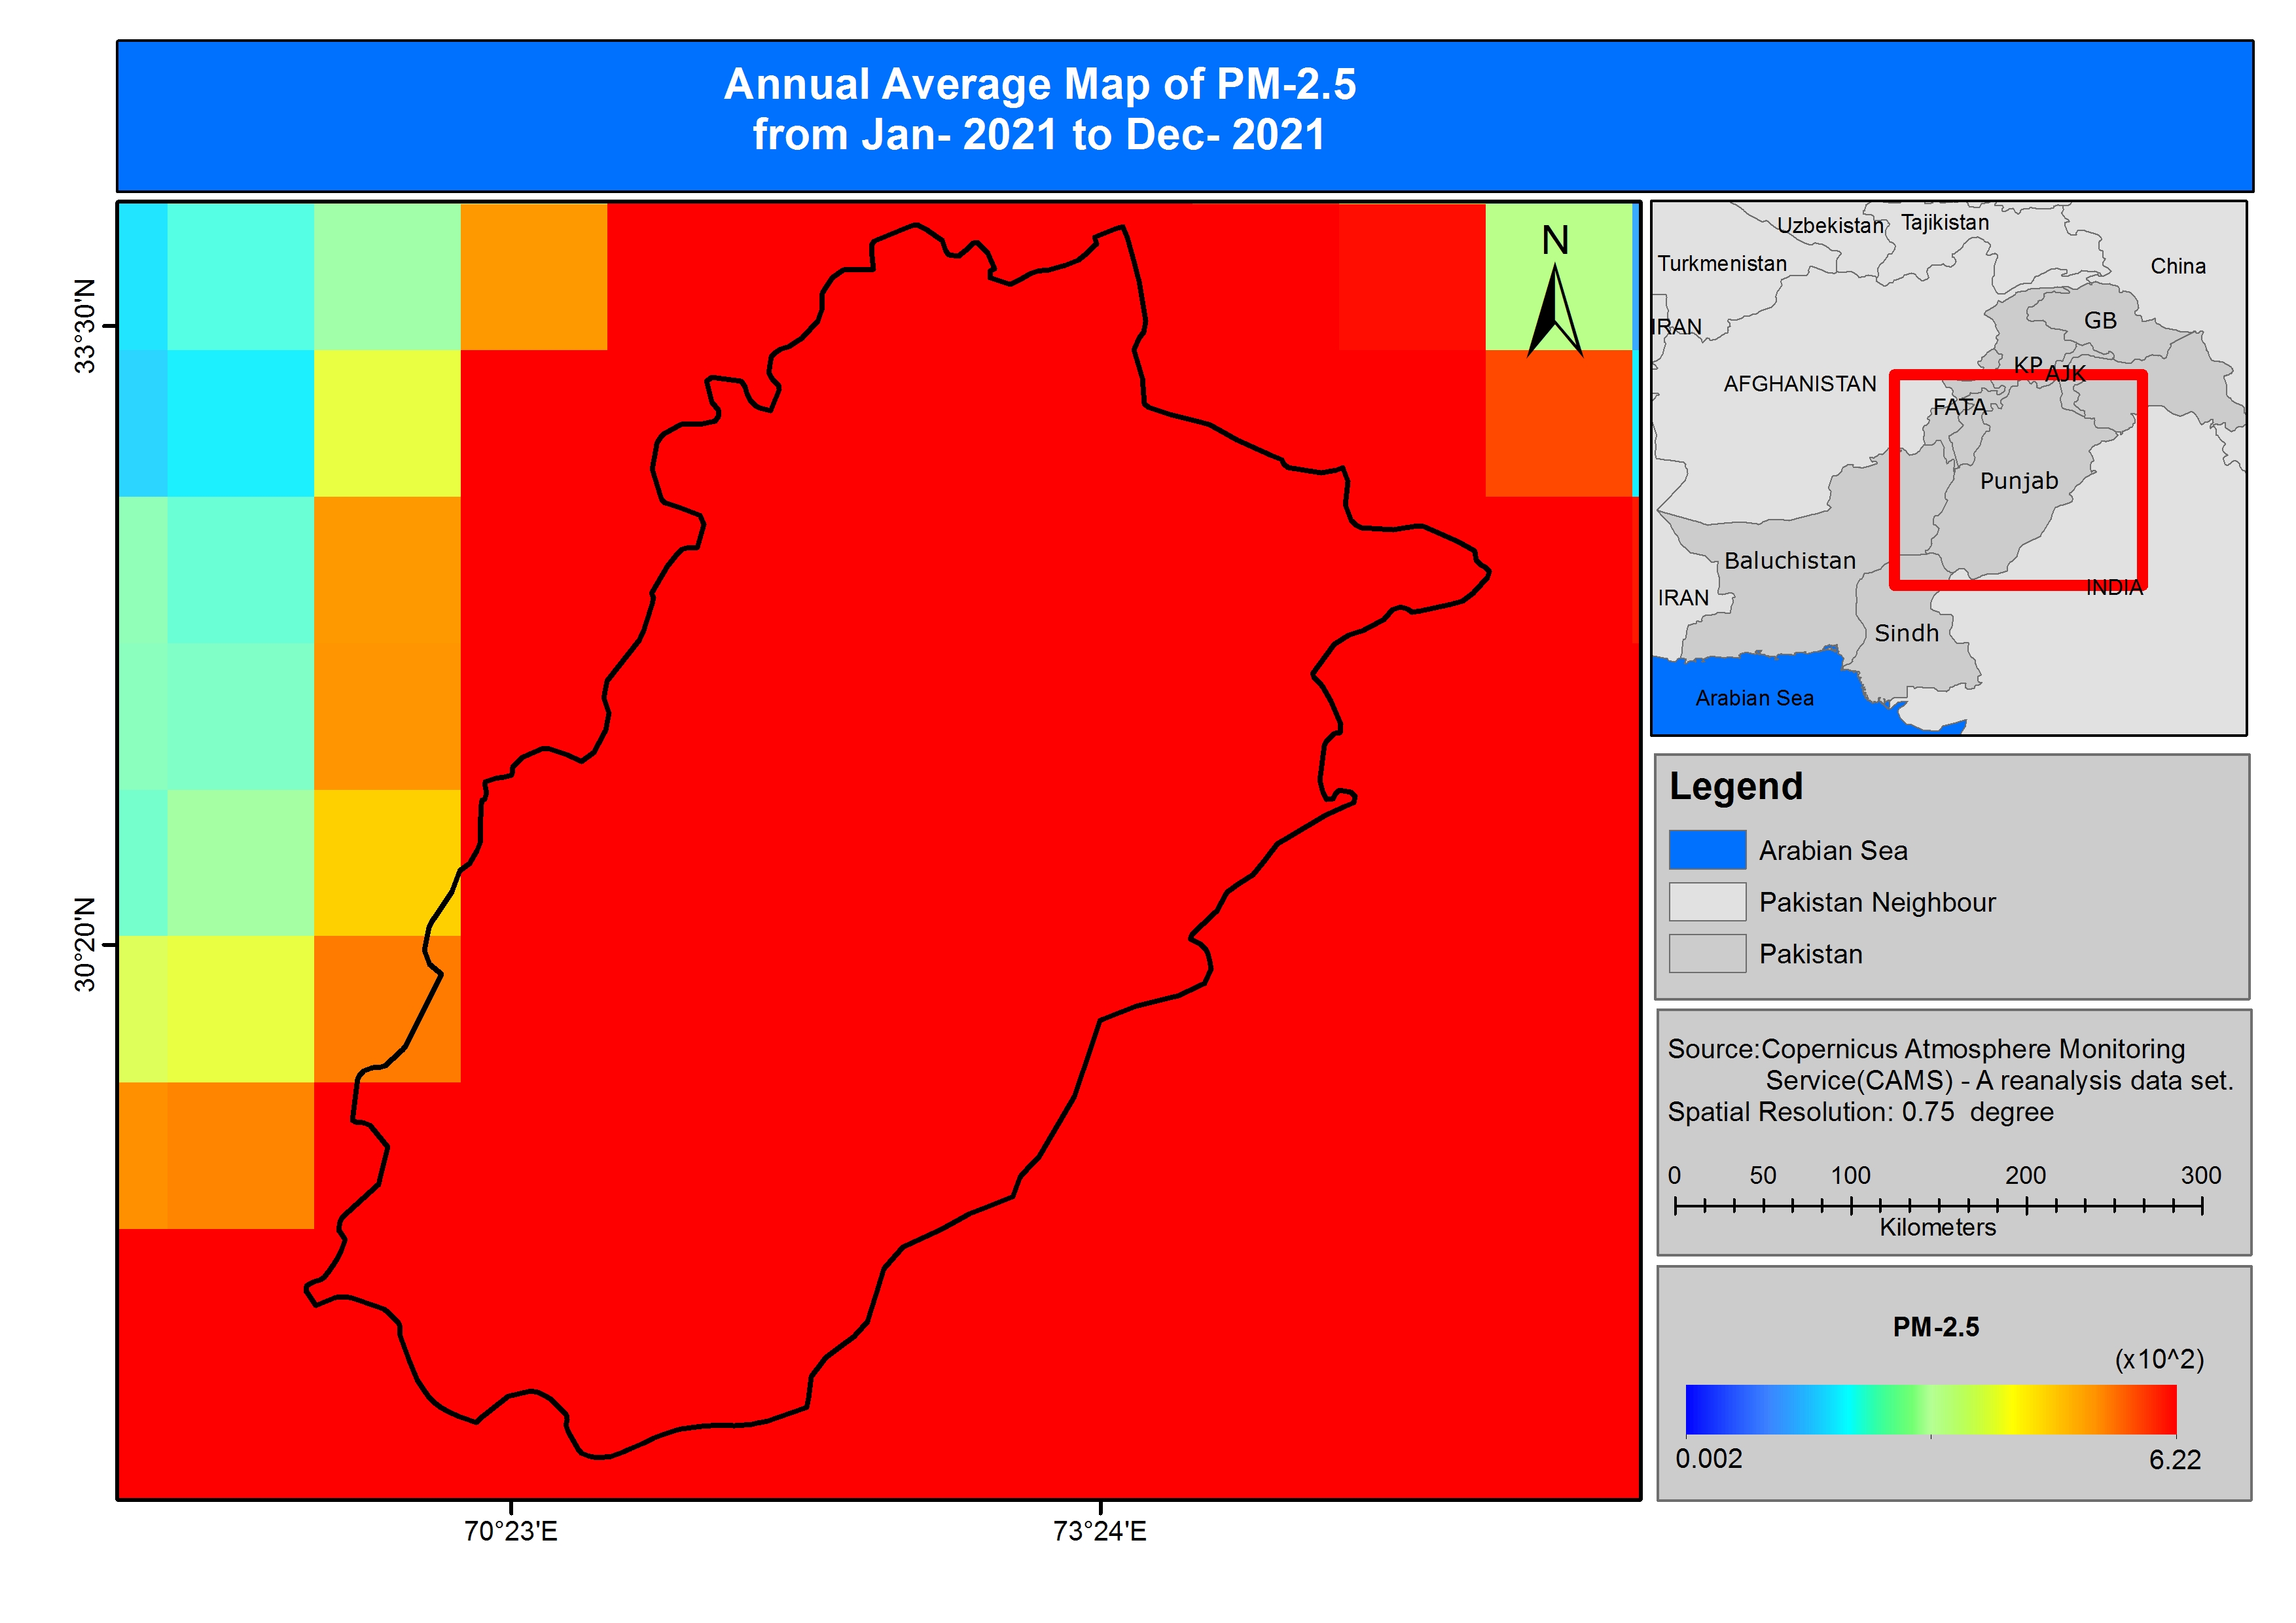 Annual Average Map of PM-2.5
from Jan- 2021 to Dec- 2021
33°30'N
30°20'N
70°23'E
73°24'E
N
Uzbekistan
Tajikistan
Turkmenistan
China
IRAN
GB
KP
AJK
AFGHANISTAN
FATA
Punjab
Baluchistan
IRAN
INDIA
Sindh
Arabian Sea
Legend
Arabian Sea
Pakistan Neighbour
Pakistan
Source:Copernicus Atmosphere Monitoring
Service(CAMS) - A reanalysis data set.
Spatial Resolution: 0.75 degree
0 50 100 200 300
Kilometers
PM-2.5
(x10^2)
0.002 6.22